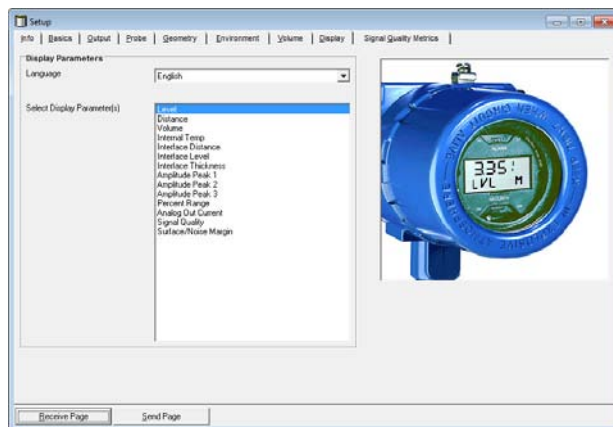 Setup
Info | Basics | Output | Probe | Geometry | Environment | Volume | Display | Signal Quality Metrics |
Display Parameters
Language
English
Select Display Parameter(s)
Level
Distance
Volume
Internal Temp
Interface Distance
Interface Level
Interface Thickness
Amplitude Peak 1
Amplitude Peak 2
Amplitude Peak 3
Percent Range
Analog Out Current
Signal Quality
Surface/Noise Margin
LVL M
Receive Page
Send Page